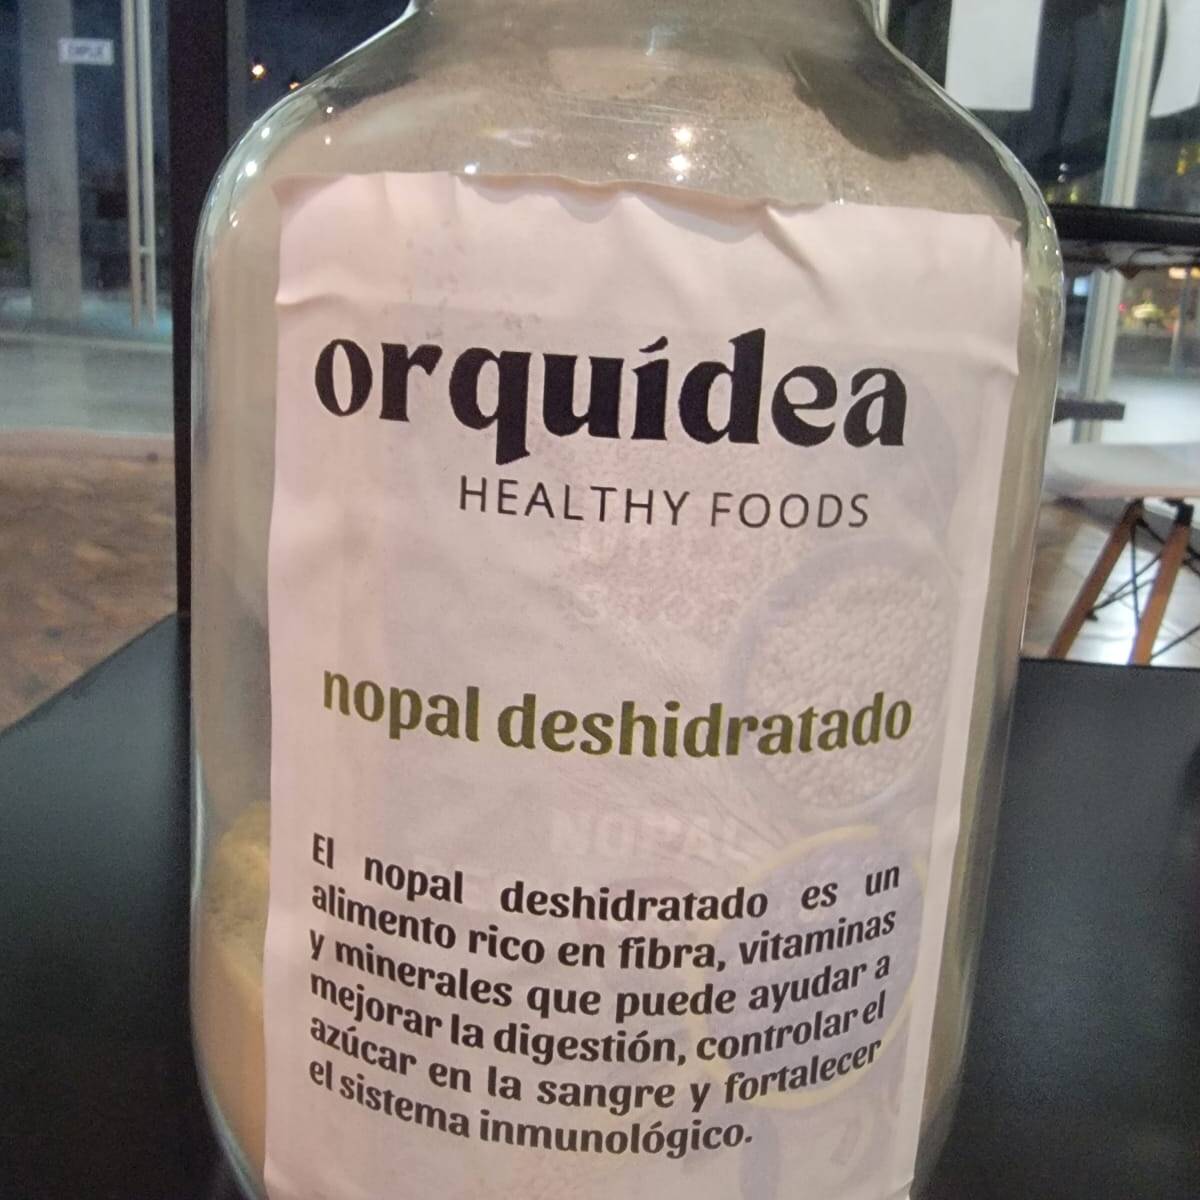 orquídea
HEALTHY FOODS
nopal deshidratado
NOPAL
El nopal deshidratado es un
alimento rico en fibra, vitaminas
y minerales que puede ayudar a
mejorar la digestión, controlar el
azúcar en la sangre y fortalecer
el sistema inmunológico.